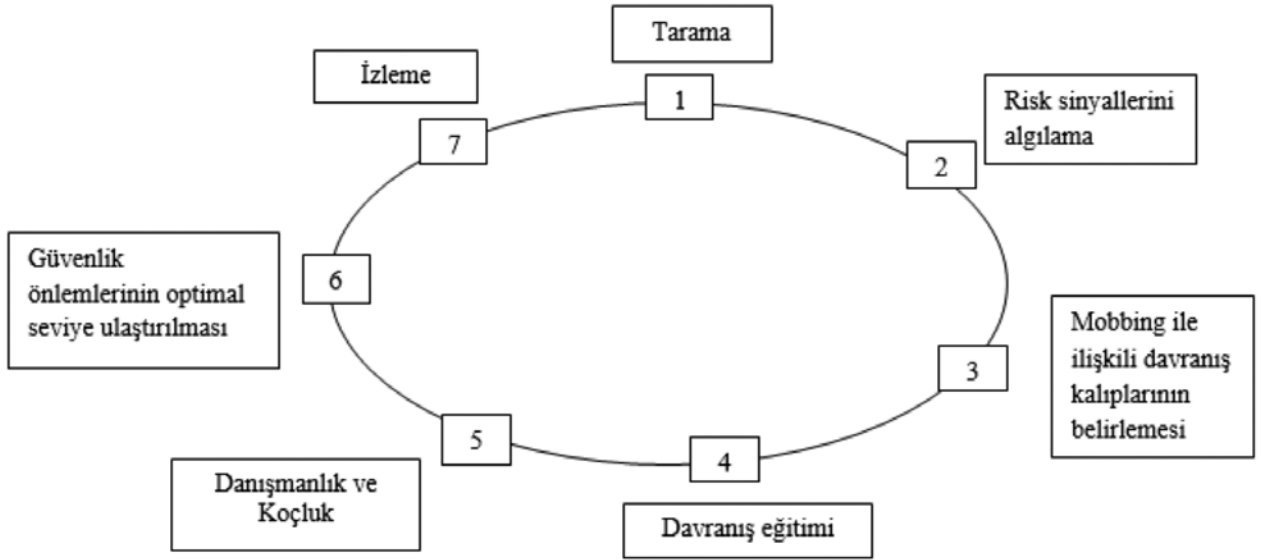 Tarama
1
Risk sinyallerini
algılama
2
Mobbing ile
ilişkili davranış
kalıplarının
belirlemesi
3
4
Davranış eğitimi
5
Danışmanlık ve
Koçluk
6
Güvenlik
önlemlerinin optimal
seviye ulaştırılması
7
İzleme